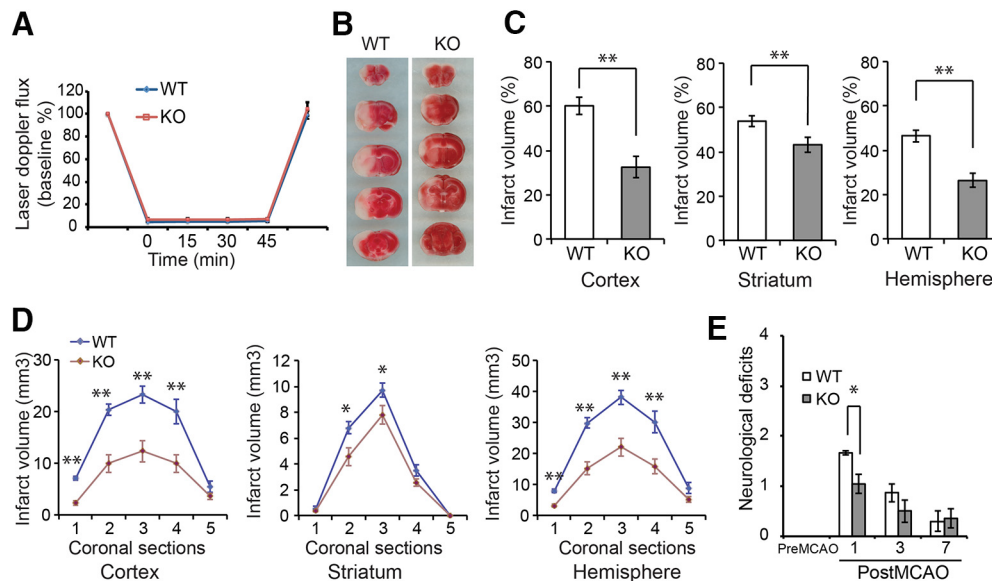 A
Laser doppler flux
(baseline %)
120
100
80
60
40
20
0
WT
KO
0 15 30 45
Time (min)
B
WT KO
C
Infarct volume (%)
80
60
40
20
0
**
WT KO
Cortex
Infarct volume (%)
80
60
40
20
0
**
WT KO
Striatum
Infarct volume (%)
80
60
40
20
0
**
WT KO
Hemisphere
D
WT
KO
Infarct volume (mm3)
30
20
10
0
**
**
**
**
1 2 3 4 5
Coronal sections
Cortex
Infarct volume (mm3)
12
10
8
6
4
2
0
*
*
1 2 3 4 5
Coronal sections
Striatum
Infarct volume (mm3)
50
40
30
20
10
0
**
**
**
**
1 2 3 4 5
Coronal sections
Hemisphere
E
Neurological deficits
4
3
2
1
0
WT
KO
*
PreMCAO 1 3 7
PostMCAO